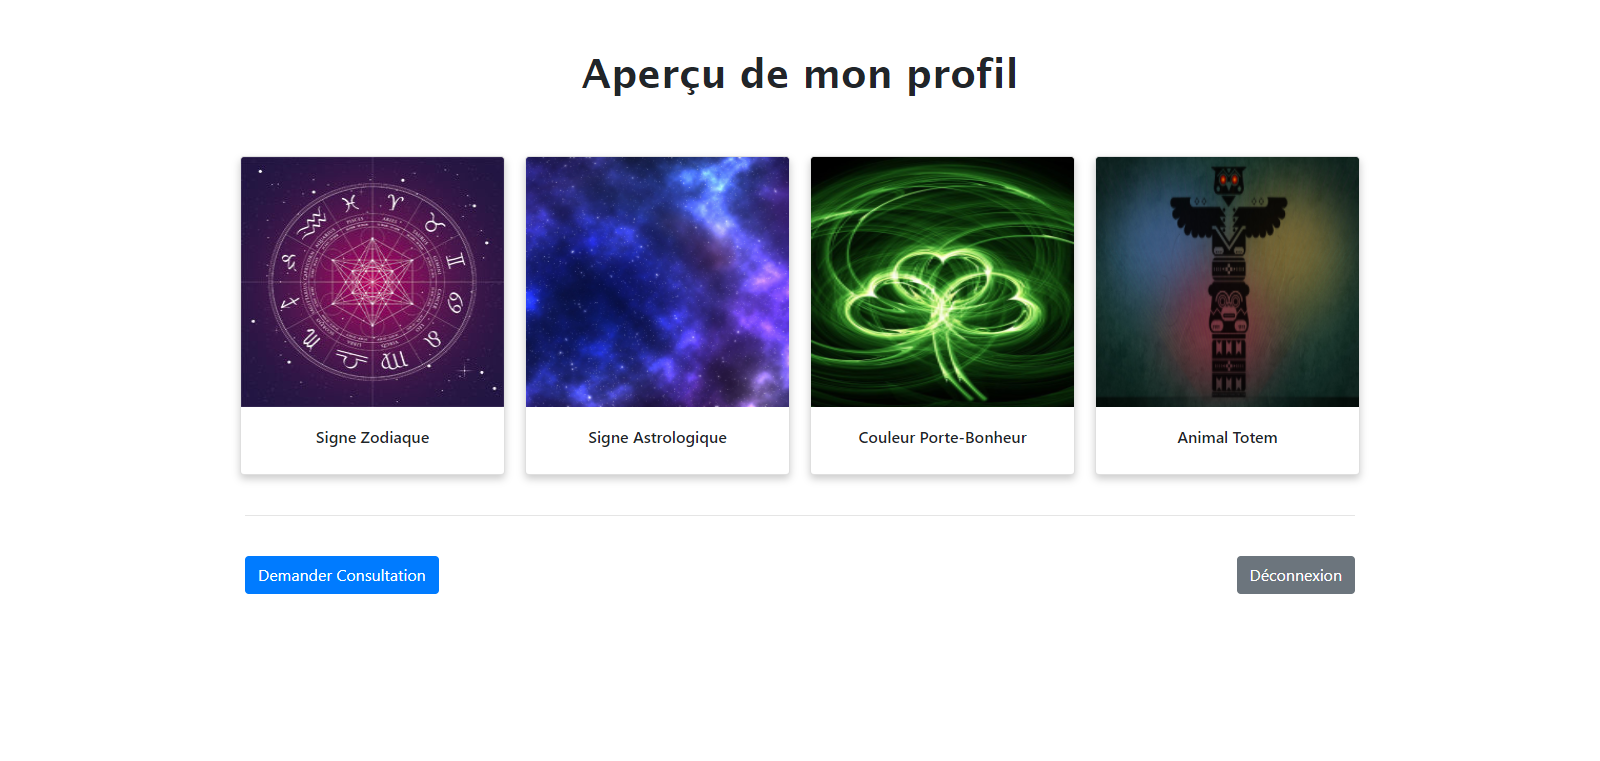 Aperçu de mon profil
Signe Zodiaque
Signe Astrologique
Couleur Porte-Bonheur
Animal Totem
Demander Consultation
Déconnexion